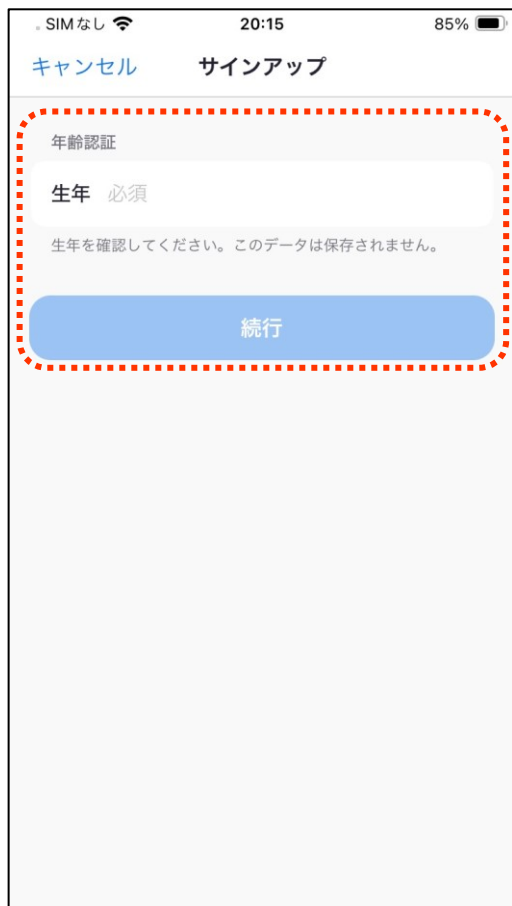 SIMなし 20:15 85%
キャンセル サインアップ
年齢認証
生年 必須
生年を確認してください。このデータは保存されません。
続行